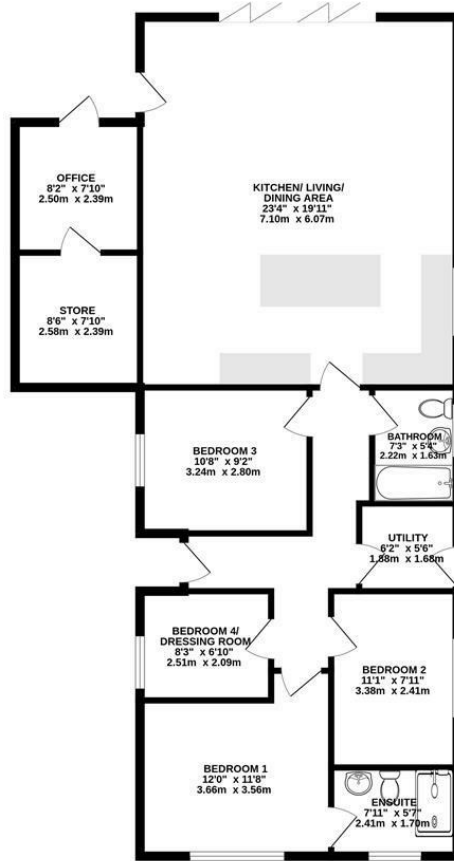 OFFICE
8'2" x 7'10"
2.50m x 2.39m
KITCHEN/ LIVING/
DINING AREA
23'4" x 19'11"
7.10m x 6.07m
STORE
8'6" x 7'10"
2.58m x 2.39m
BEDROOM 3
10'8" x 9'2"
3.24m x 2.80m
BATHROOM
7'3" x 5'4"
2.22m x 1.63m
UTILITY
6'2" x 5'6"
1.88m x 1.68m
BEDROOM 4/
DRESSING ROOM
8'3" x 6'10"
2.51m x 2.09m
BEDROOM 2
11'1" x 7'11"
3.38m x 2.41m
BEDROOM 1
12'0" x 11'8"
3.66m x 3.56m
ENSUITE
7'11" x 5'7"
2.41m x 1.70m